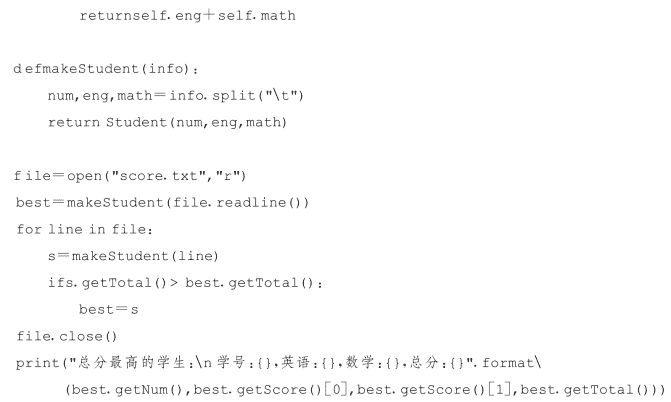 returnself.eng+self.math
defmakeStudent(info):
num,eng,math=info.split("\t")
return Student(num,eng,math)
file=open("score.txt","r")
best=makeStudent(file.readline())
for line in file:
s=makeStudent(line)
ifs.getTotal()> best.getTotal():
best=s
file.close()
print("总分最高的学生:\n 学号:{},英语:{},数学:{},总分:{}".format\
(best.getNum(),best.getScore()[0],best.getScore()[1],best.getTotal()))